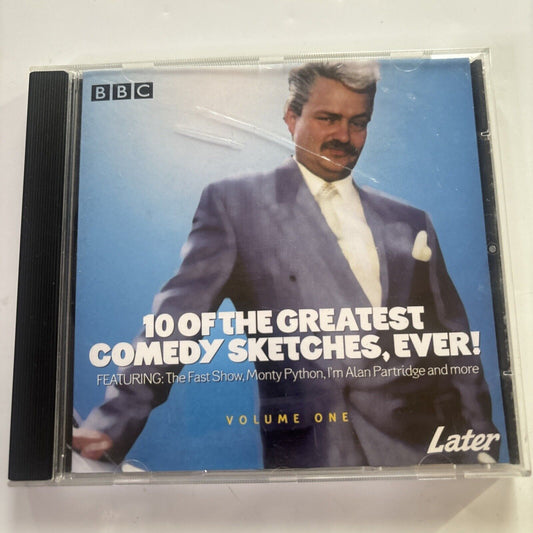 BBC
10 OF THE GREATEST
COMEDY SKETCHES, EVER!
FEATURING: The Fast Show, Monty Python, I'm Alan Partridge and more
VOLUME ONE
Later